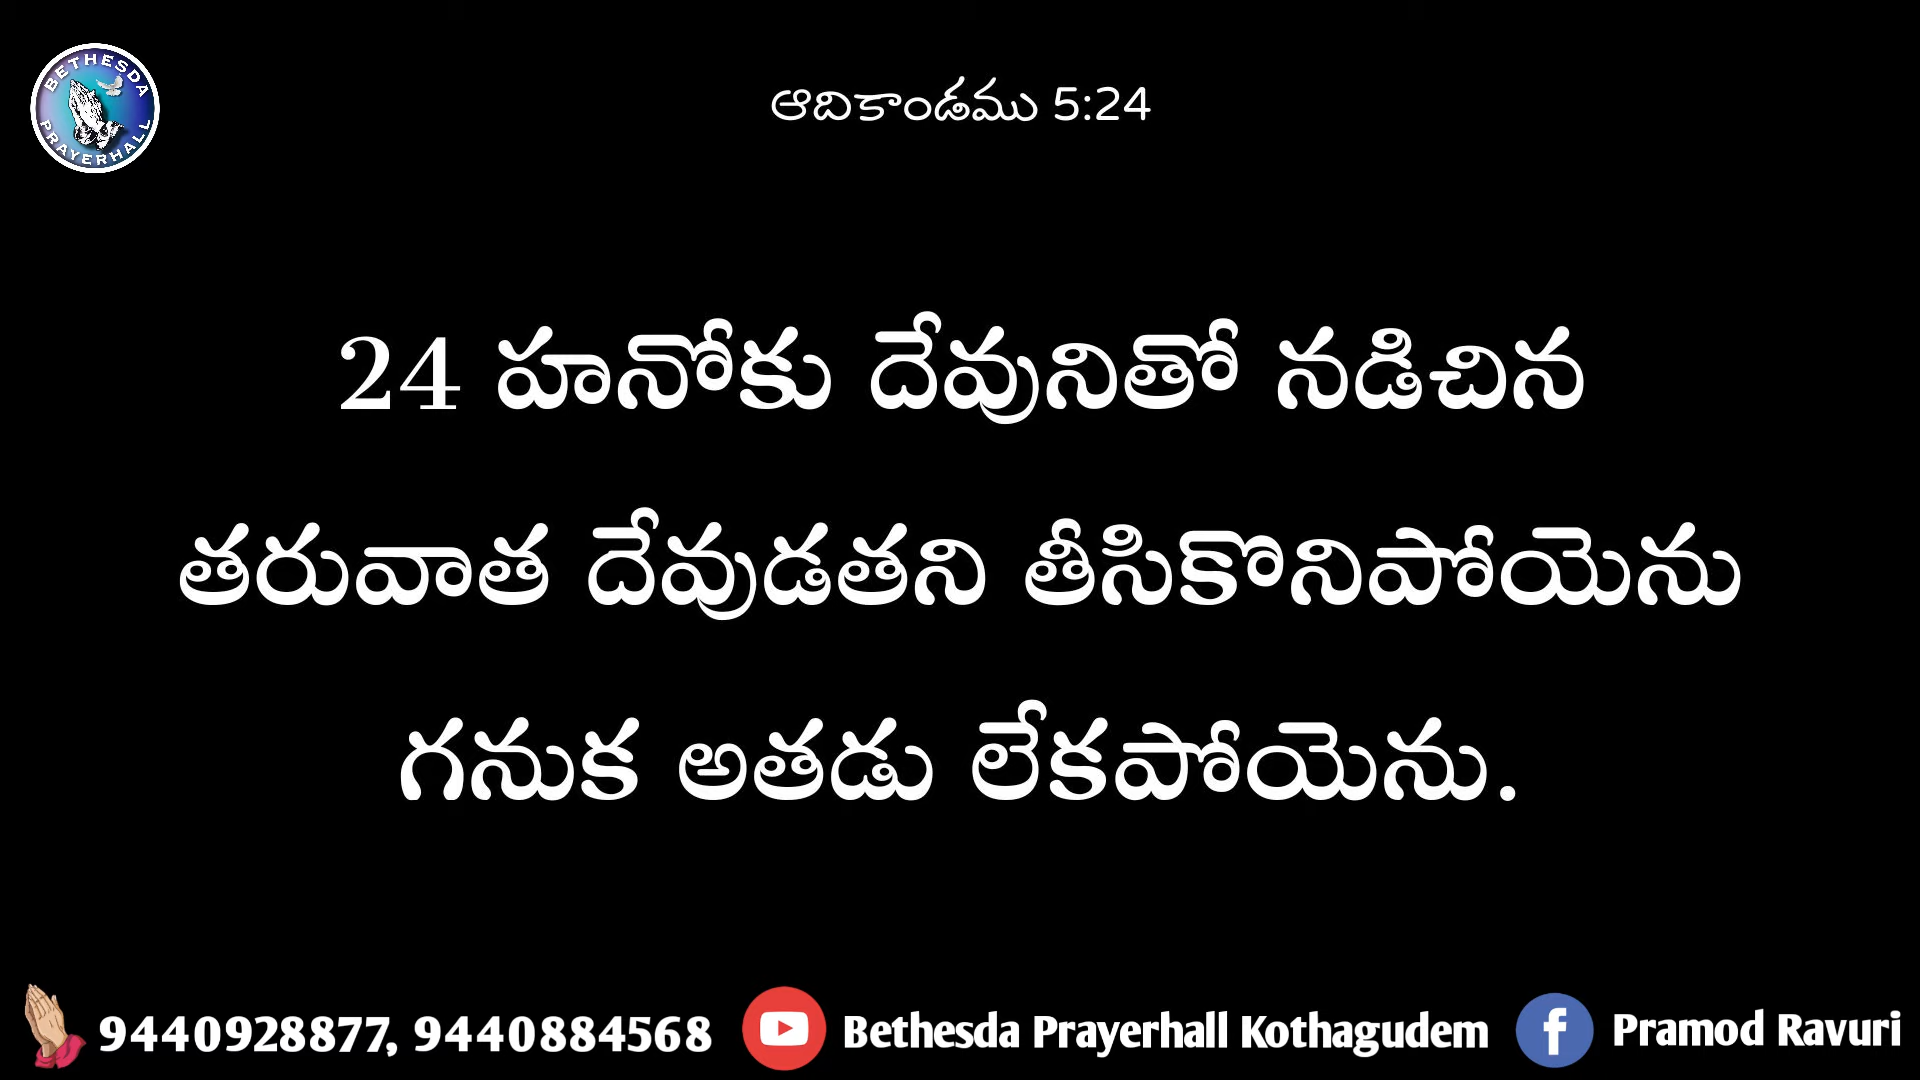 BETHESDA
PRAYERHALL
ఆదికాండము 5:24
24 హనోకు దేవునితో నడిచిన
తరువాత దేవుడతని తీసికొనిపోయెను
గనుక అతడు లేకపోయెను.
9440928877, 9440884568 Bethesda Prayerhall Kothagudem Pramod Ravuri